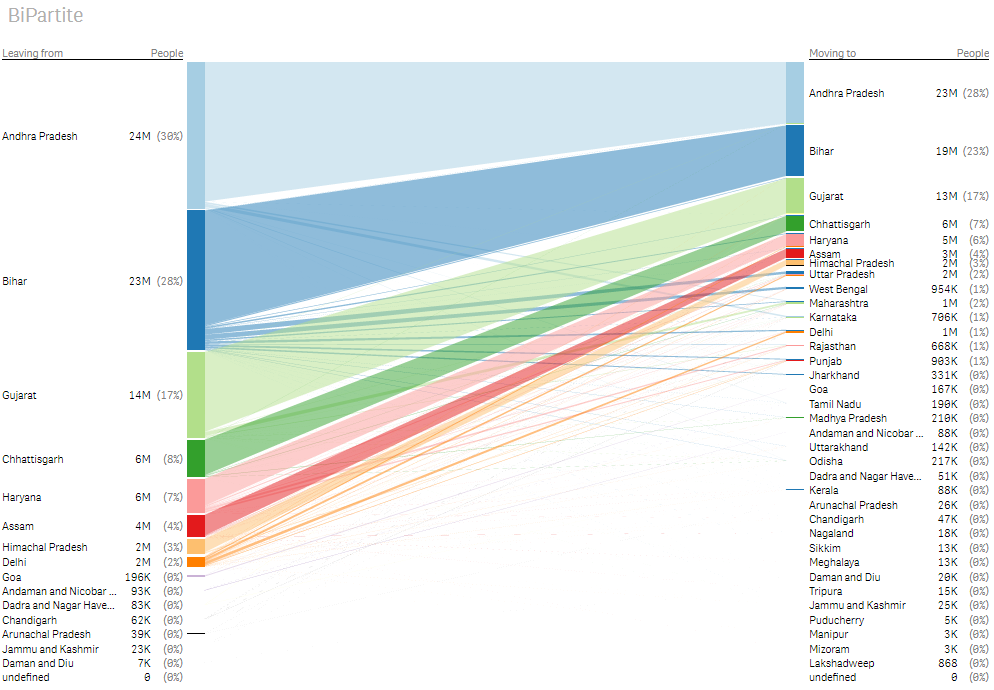 BiPartite
Leaving from People
Andhra Pradesh 24M (30%)
Bihar 23M (28%)
Gujarat 14M (17%)
Chhattisgarh 6M (8%)
Haryana 6M (7%)
Assam 4M (4%)
Himachal Pradesh 2M (3%)
Delhi 2M (2%)
Goa 196K (0%)
Andaman and Nicobar ... 93K (0%)
Dadra and Nagar Have... 83K (0%)
Chandigarh 62K (0%)
Arunachal Pradesh 39K (0%)
Jammu and Kashmir 23K (0%)
Daman and Diu 7K (0%)
undefined 0 (0%)
Moving to People
Andhra Pradesh 23M (28%)
Bihar 19M (23%)
Gujarat 13M (17%)
Chhattisgarh 6M (7%)
Haryana 5M (6%)
Assam 3M (4%)
Himachal Pradesh 2M (3%)
Uttar Pradesh 2M (2%)
West Bengal 954K (1%)
Maharashtra 1M (2%)
Karnataka 706K (1%)
Delhi 1M (1%)
Rajasthan 668K (1%)
Punjab 903K (1%)
Jharkhand 331K (0%)
Goa 167K (0%)
Tamil Nadu 190K (0%)
Madhya Pradesh 210K (0%)
Andaman and Nicobar ... 88K (0%)
Uttarakhand 142K (0%)
Odisha 217K (0%)
Dadra and Nagar Have... 51K (0%)
Kerala 88K (0%)
Arunachal Pradesh 26K (0%)
Chandigarh 47K (0%)
Nagaland 18K (0%)
Sikkim 13K (0%)
Meghalaya 13K (0%)
Daman and Diu 20K (0%)
Tripura 15K (0%)
Jammu and Kashmir 25K (0%)
Puducherry 5K (0%)
Manipur 3K (0%)
Mizoram 3K (0%)
Lakshadweep 868 (0%)
undefined 0 (0%)